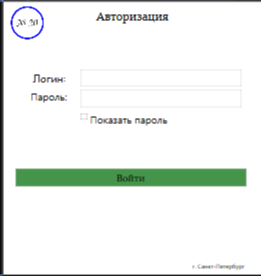 № 20
Авторизация
Логин:
Пароль:
Показать пароль
Войти
г. Санкт-Петербург